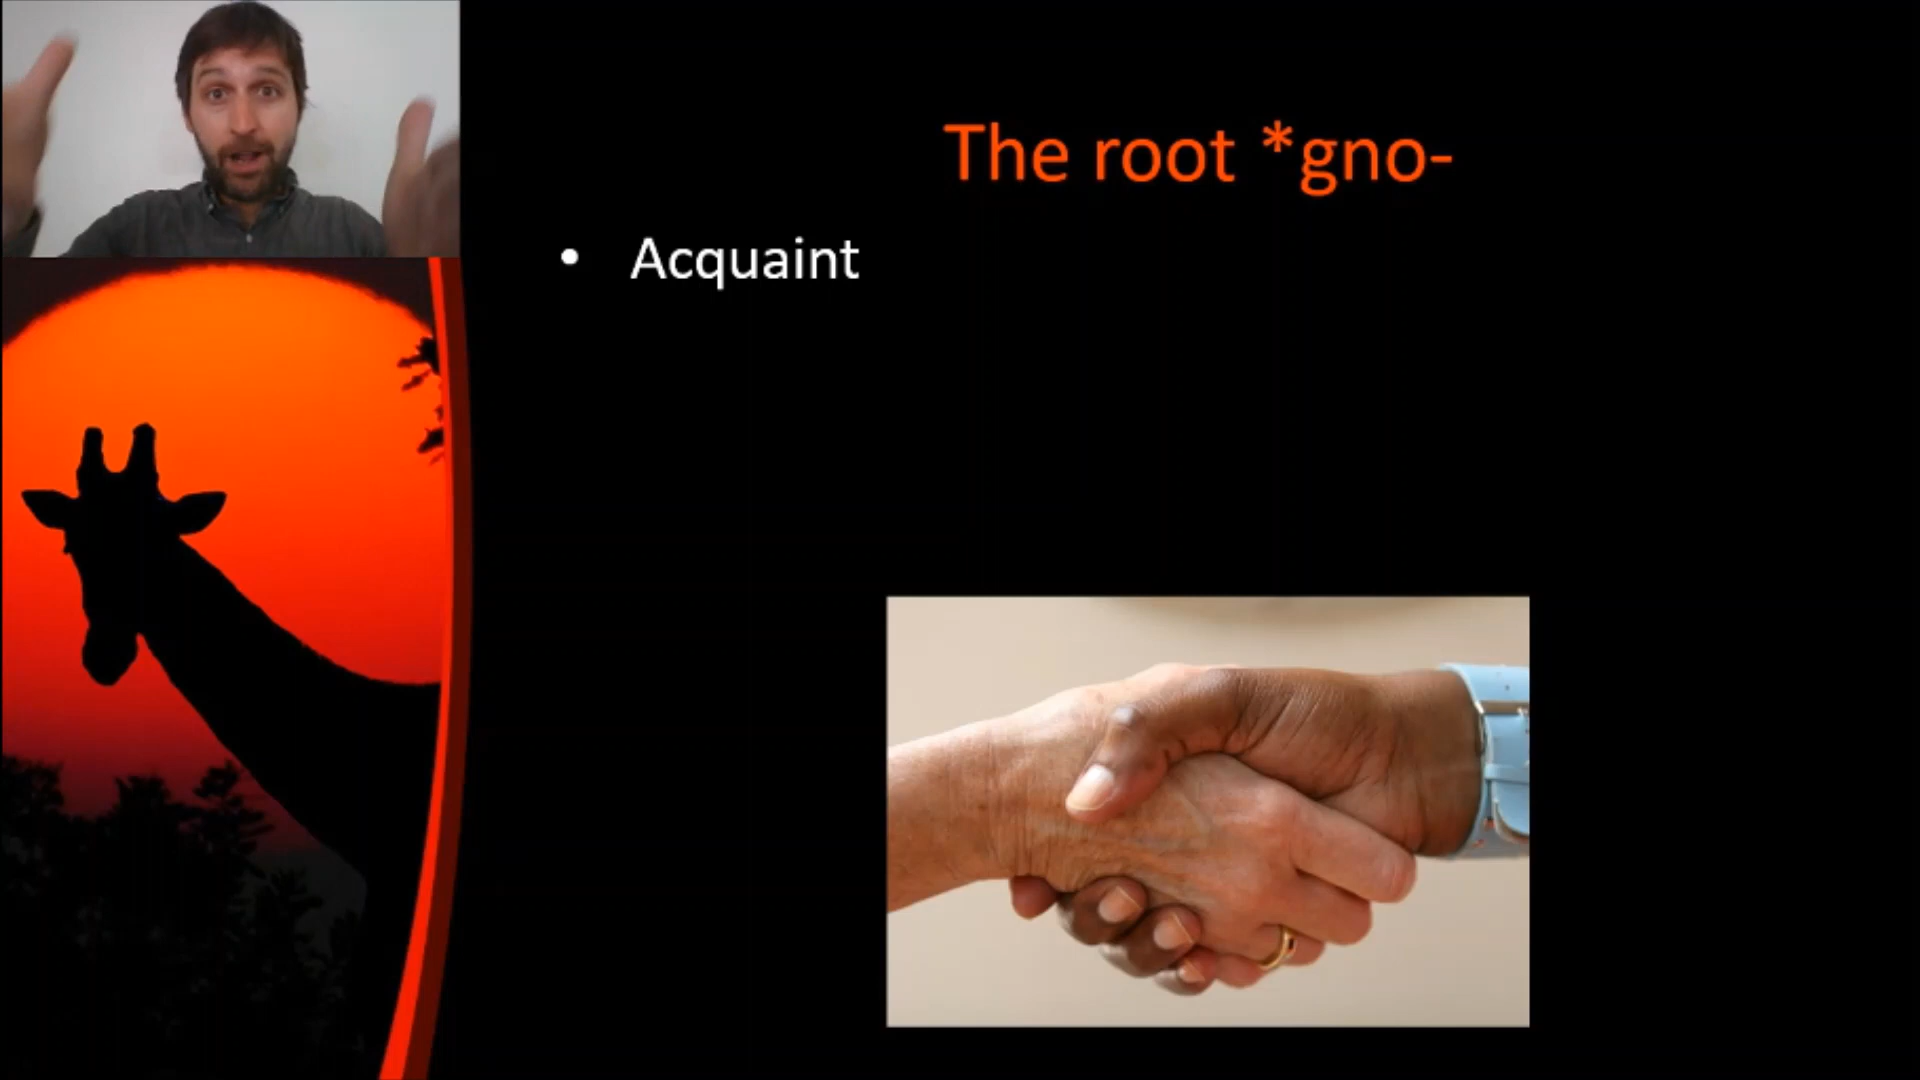 The root *gno-
• Acquaint